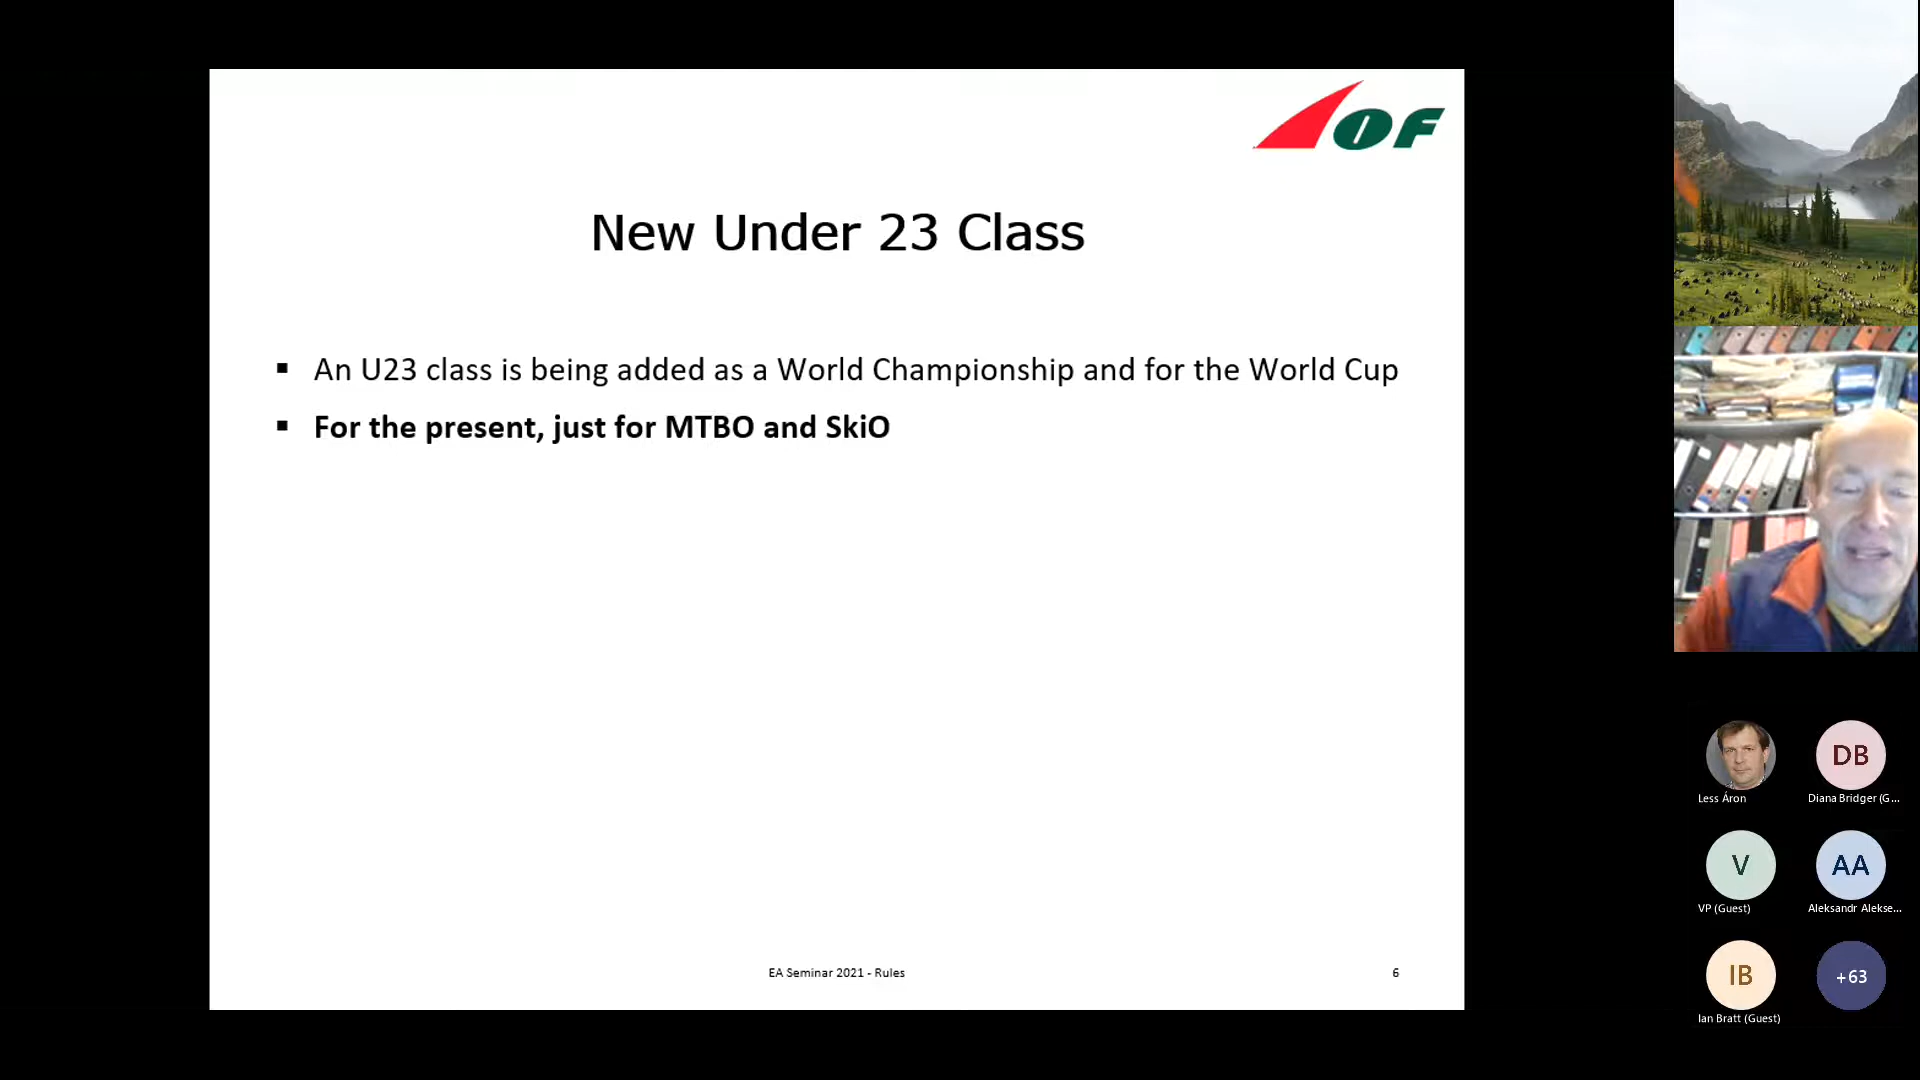 IOF
New Under 23 Class
▪ An U23 class is being added as a World Championship and for the World Cup
▪ For the present, just for MTBO and SkiO
EA Seminar 2021 - Rules
6
Less Áron
DB
Diana Bridger (G...
V
VP (Guest)
AA
Aleksandr Alekse...
IB
Ian Bratt (Guest)
+63